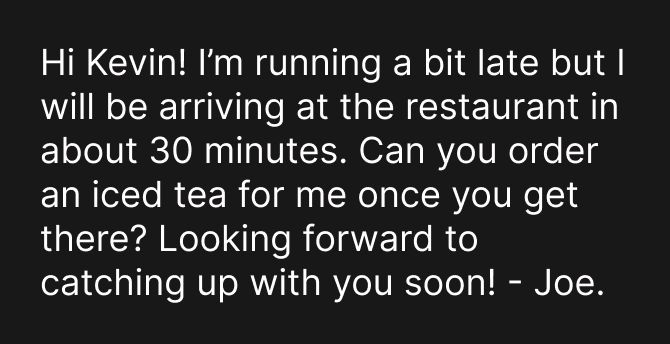 Hi Kevin! I’m running a bit late but I
will be arriving at the restaurant in
about 30 minutes. Can you order
an iced tea for me once you get
there? Looking forward to
catching up with you soon! - Joe.